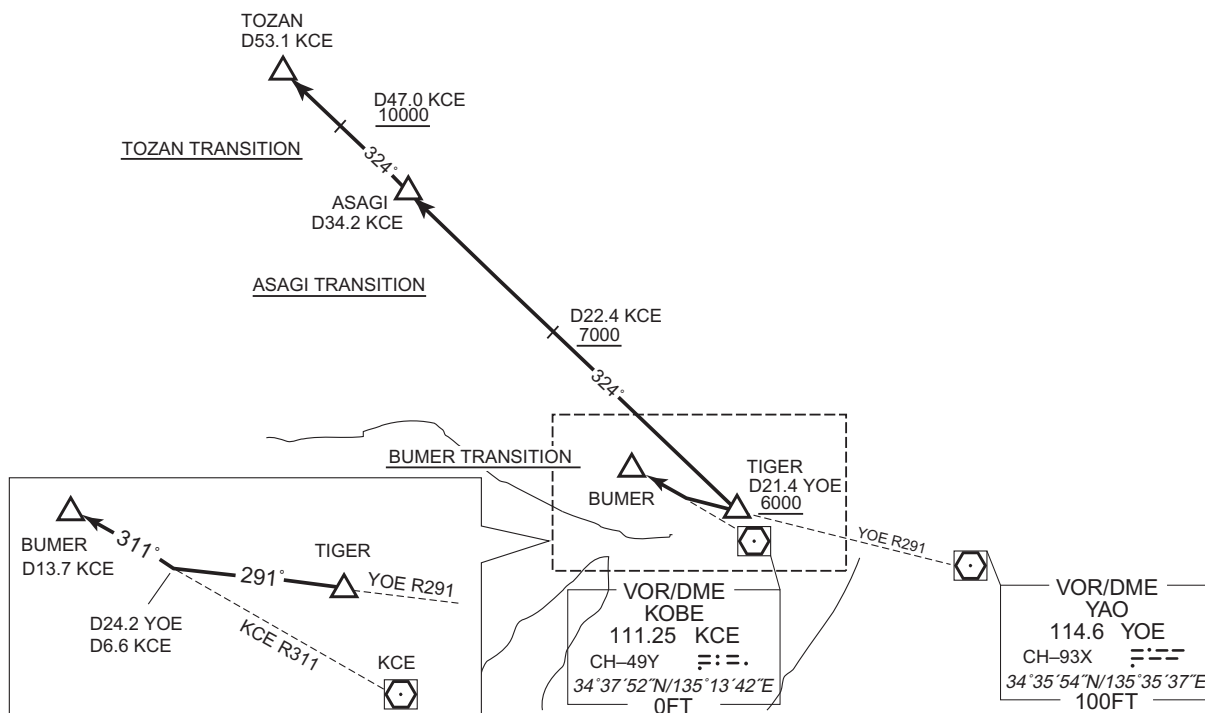 TOZAN
D53.1 KCE
D47.0 KCE
10000
TOZAN TRANSITION
324°
ASAGI
D34.2 KCE
ASAGI TRANSITION
D22.4 KCE
7000
324°
BUMER TRANSITION
TIGER
D21.4 YOE
6000
BUMER
YOE R291
BUMER
D13.7 KCE
311°
291°
TIGER
YOE R291
D24.2 YOE
D6.6 KCE
KCE R311
KCE
VOR/DME
KOBE
111.25 KCE
CH–49Y
34°37´52˝N/135°13´42˝E
0FT
VOR/DME
YAO
114.6 YOE
CH–93X
34°35´54˝N/135°35´37˝E
100FT